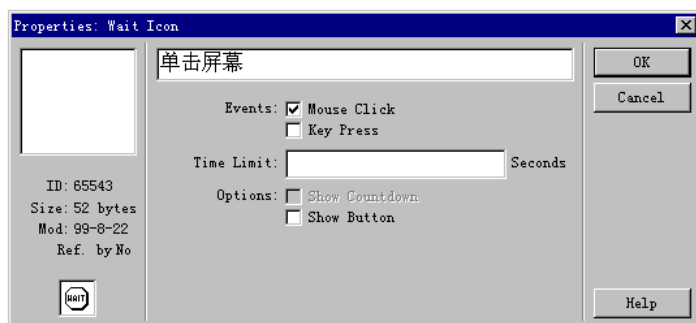 Properties: Wait Icon
单击屏幕
OK
Cancel
Events: Mouse Click
Key Press
Time Limit: Seconds
Options: Show Countdown
Show Button
ID: 65543
Size: 52 bytes
Mod: 99-8-22
Ref. by No
WAIT
Help